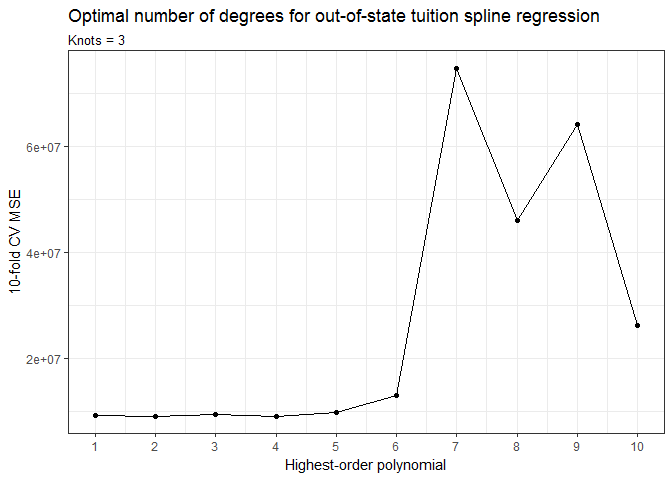 Optimal number of degrees for out-of-state tuition spline regression
Knots = 3
10-fold CV MSE
6e+07
4e+07
2e+07
1 2 3 4 5 6 7 8 9 10
Highest-order polynomial